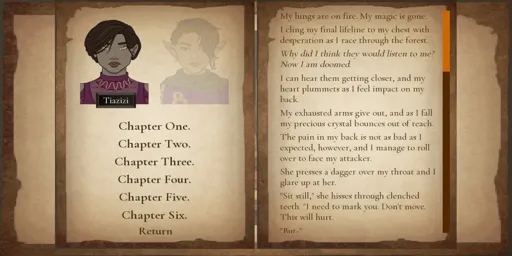 Tiazizi
Chapter One.
Chapter Two.
Chapter Three.
Chapter Four.
Chapter Five.
Chapter Six.
Return
My lungs are on fire. My magic is gone.
I cling my final lifeline to my chest with
desperation as I race through the forest.
Why did I think they would listen to me?
Now I am doomed.
I can hear them getting closer, and my
heart plummets as I feel impact on my
back.
My exhausted arms give out, and as I fall
my precious crystal bounces out of reach.
The pain in my back is not as bad as I
expected, however, and I manage to roll
over to face my attacker.
She presses a dagger over my throat and I
glare up at her.
"Sit still," she hisses through clenched
teeth. "I need to mark you. Don't move.
This will hurt.
"But-"